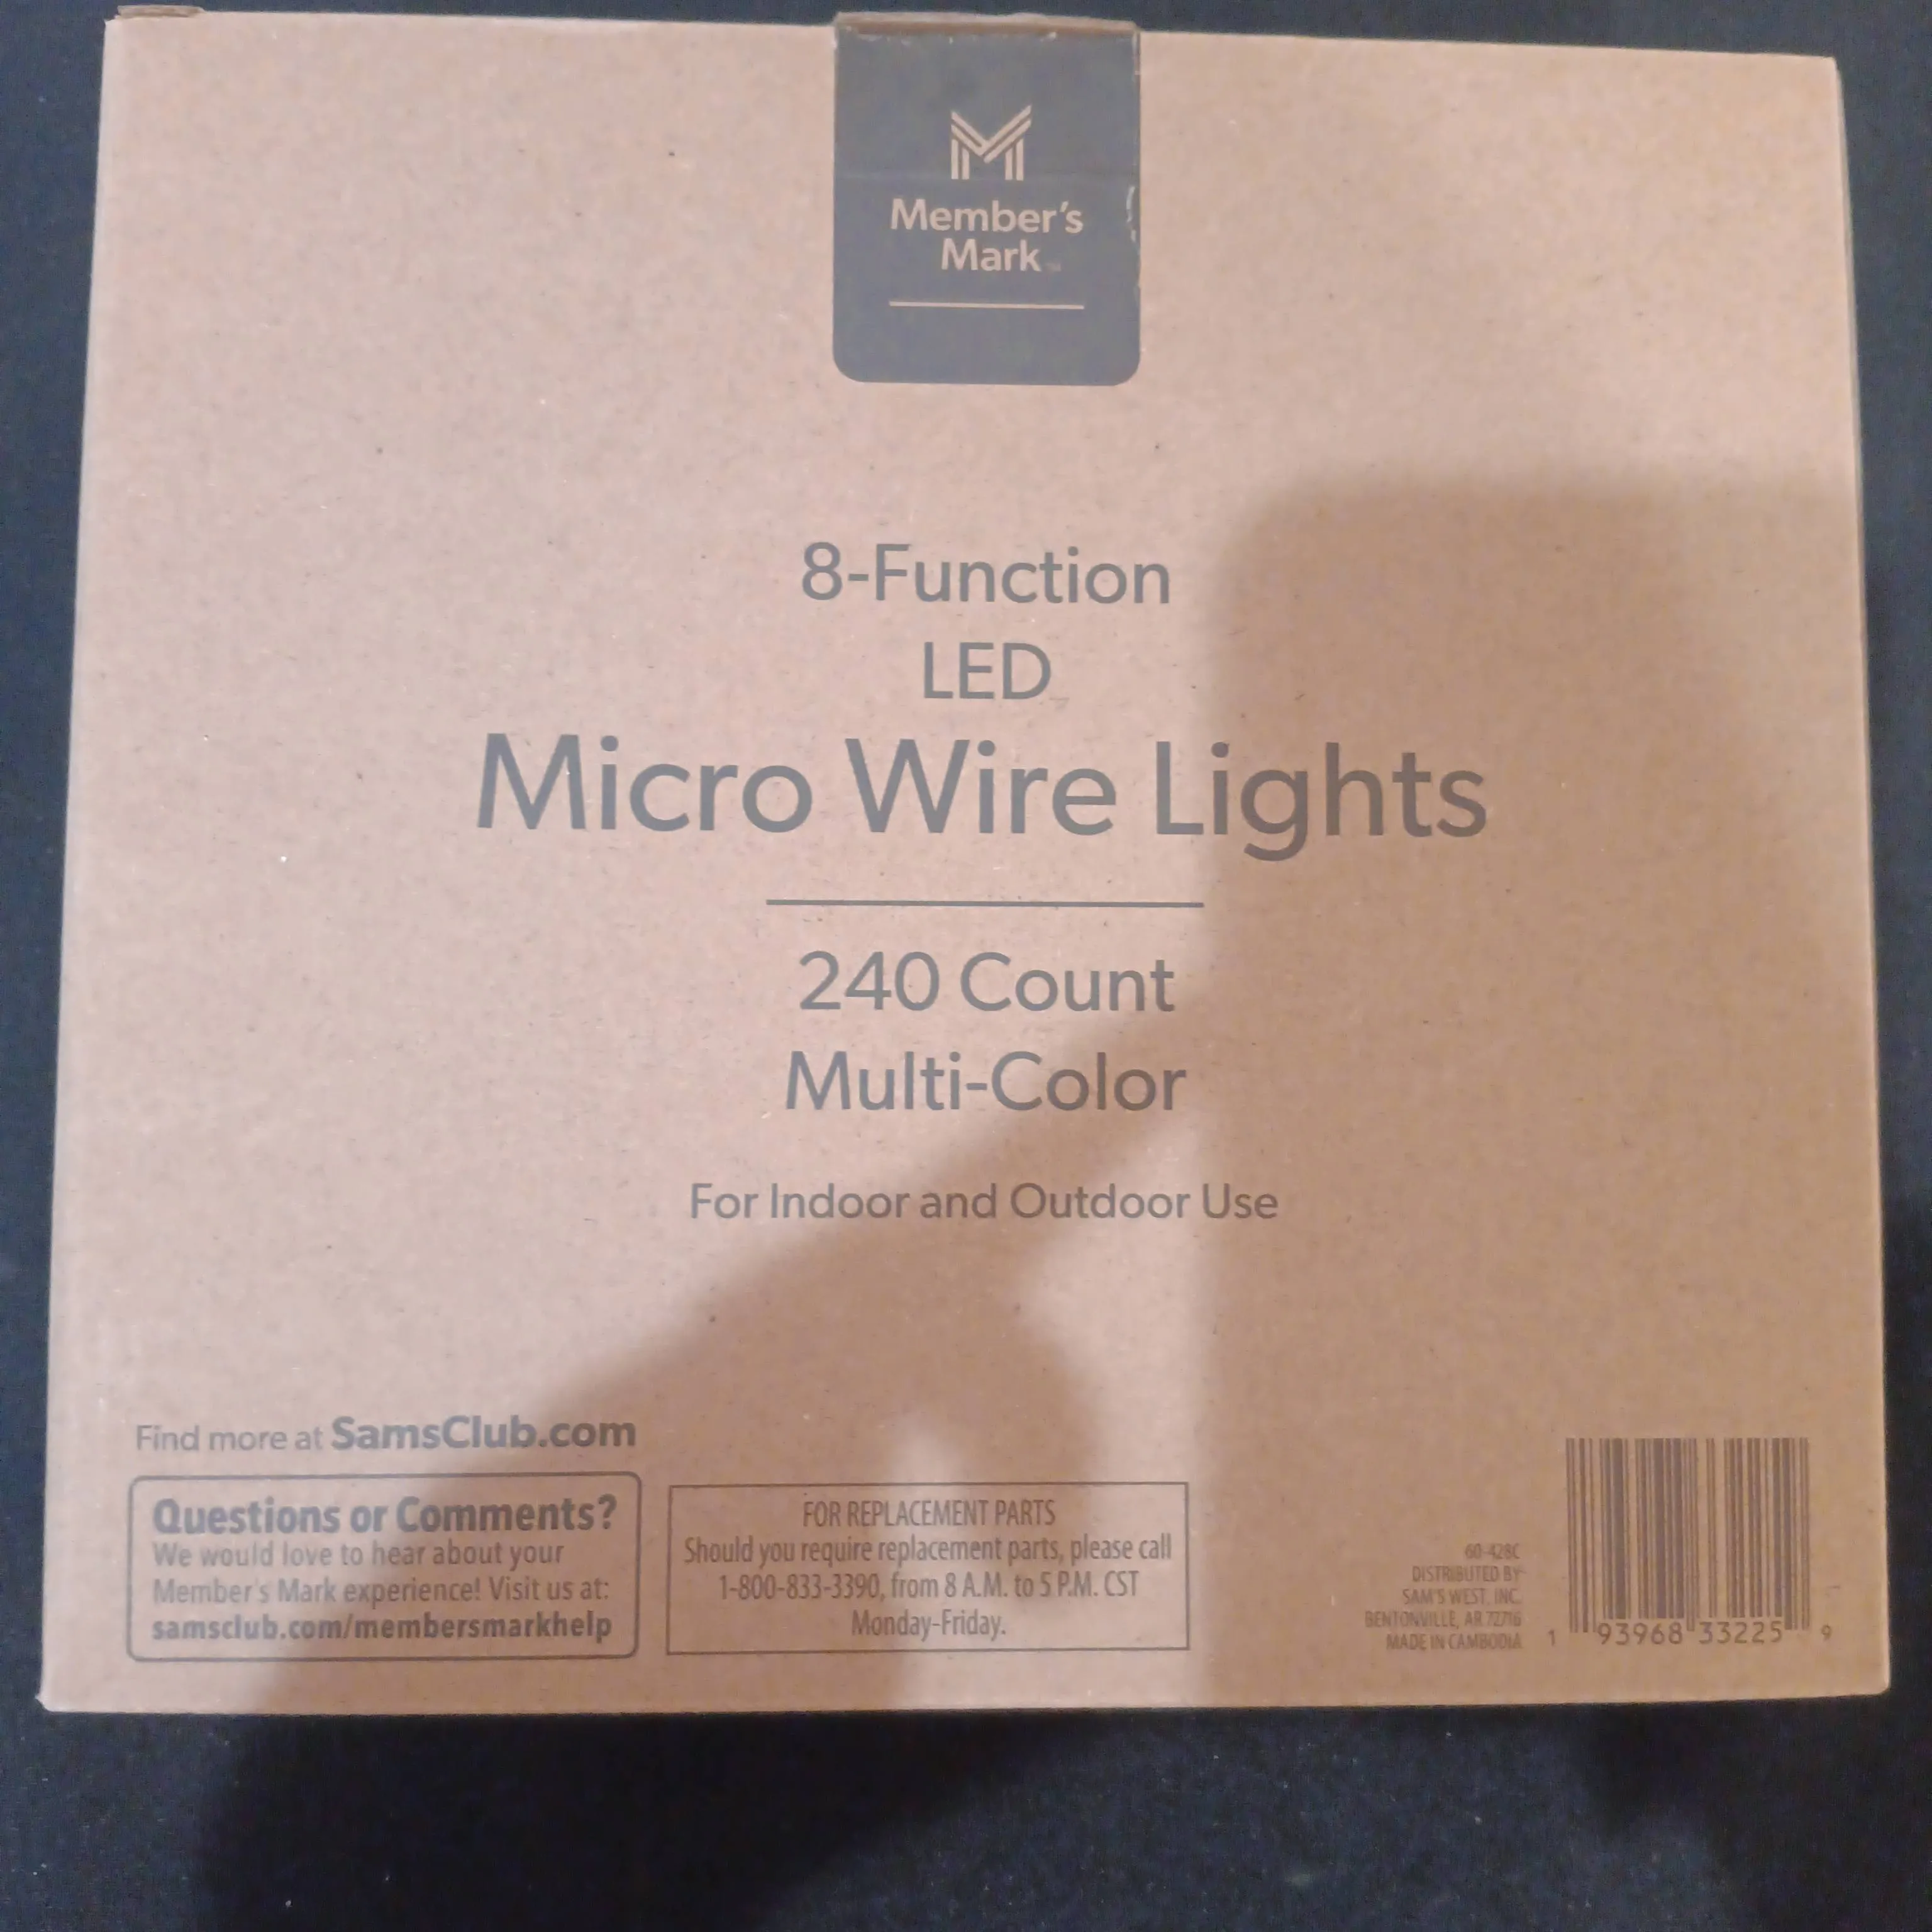 Member's
Mark
8-Function
LED
Micro Wire Lights
240 Count
Multi-Color
For Indoor and Outdoor Use
Find more at SamsClub.com
Questions or Comments?
We would love to hear about your
Member's Mark experience! Visit us at:
samsclub.com/membersmarkhelp
FOR REPLACEMENT PARTS
Should you require replacement parts, please call
1-800-833-3390, from 8 A.M. to 5 P.M. CST
Monday-Friday.
60-428C
DISTRIBUTED BY
SAM'S WEST, INC.
BENTONVILLE, AR 72716
MADE IN CAMBODIA
1 93968 33225 9